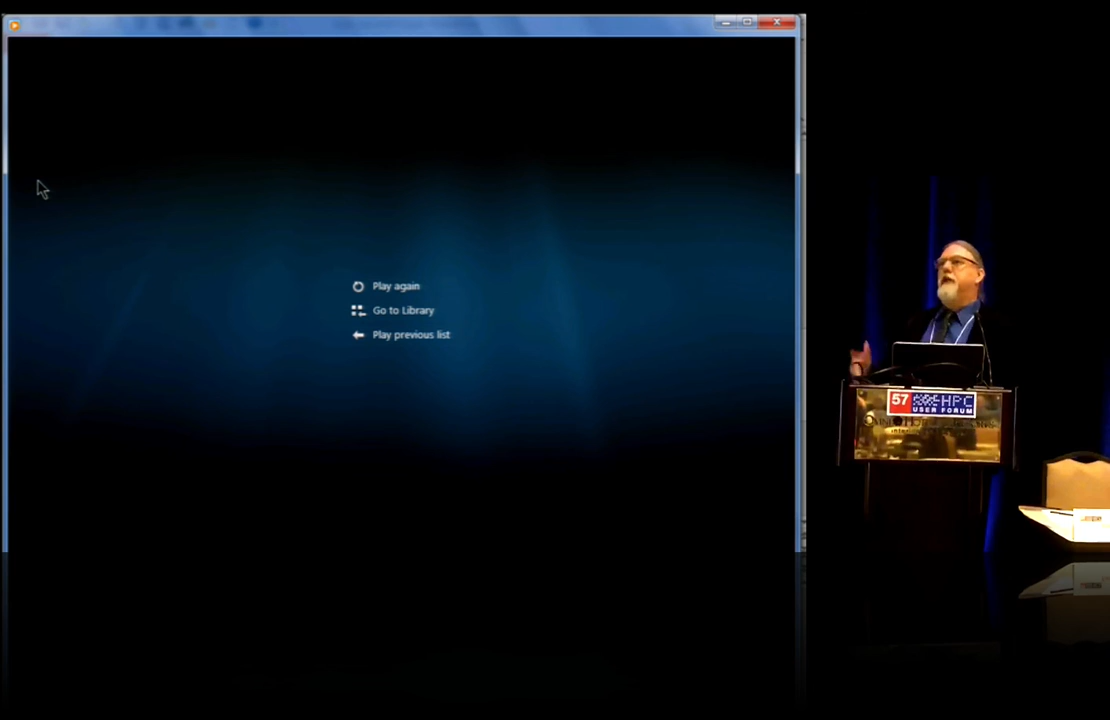 Play again
Go to Library
Play previous list
57
HPC
USER FORUM